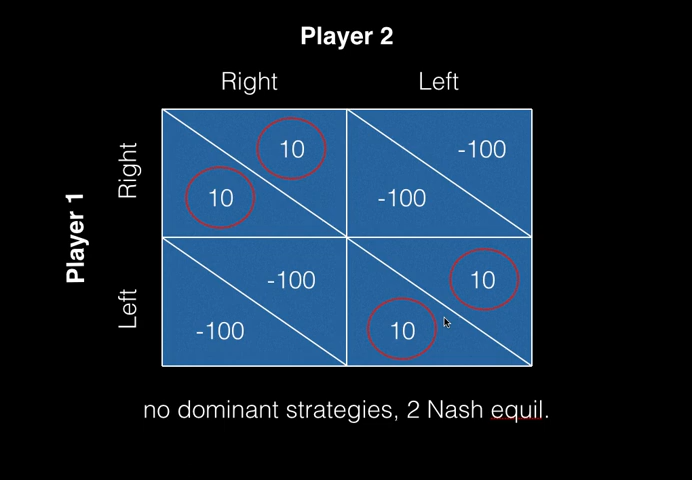 Player 2
Right Left
Player 1
Right
10
10
-100
-100
Left
-100
-100
10
10
no dominant strategies, 2 Nash equil.